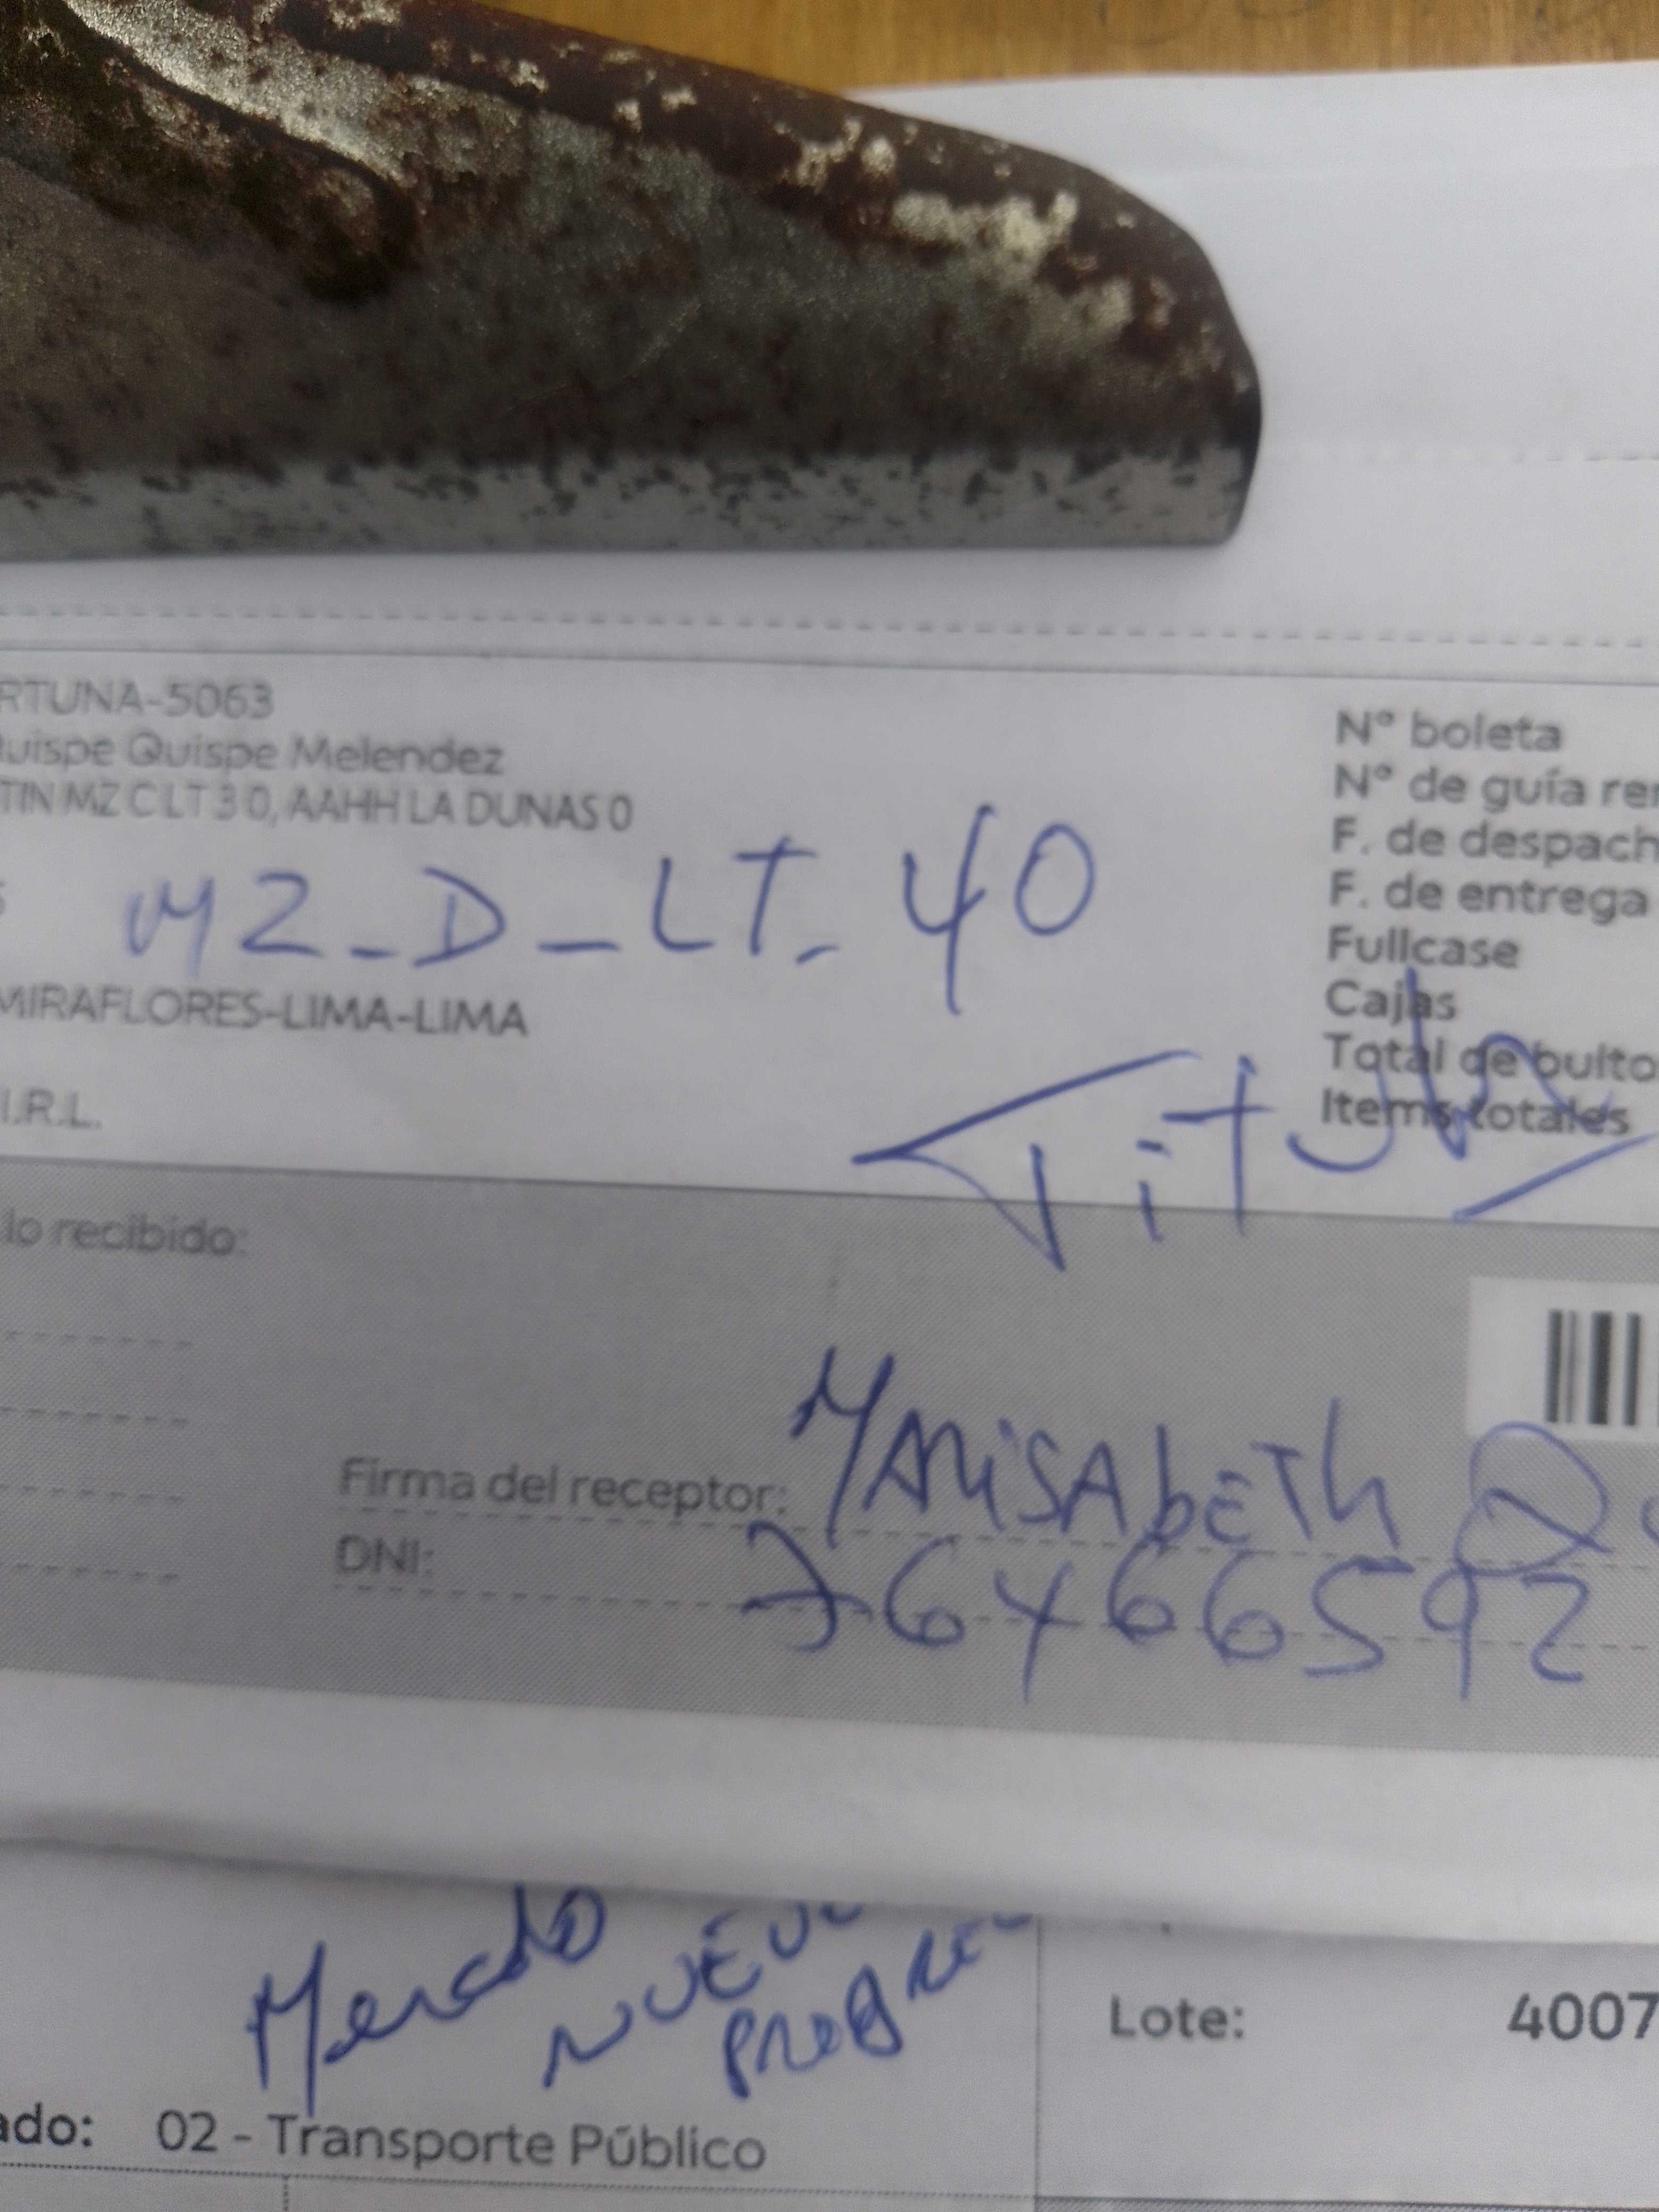 RTUNA-5063
uispe Quispe Melendez
TIN MZ C LT 3 0, AAHH LA DUNAS 0
MZ_D_LT_40
MIRAFLORES-LIMA-LIMA
I.R.L.
N° boleta
N° de guía re
F. de despach
F. de entrega
Fullcase
Cajas
Total de bulto
Items totales
lo recibido:
Firma del receptor: MARISABETH
DNI: 76466592
Mercado
NUEVO
PROGRE
Lote: 4007
ado: 02 - Transporte Público